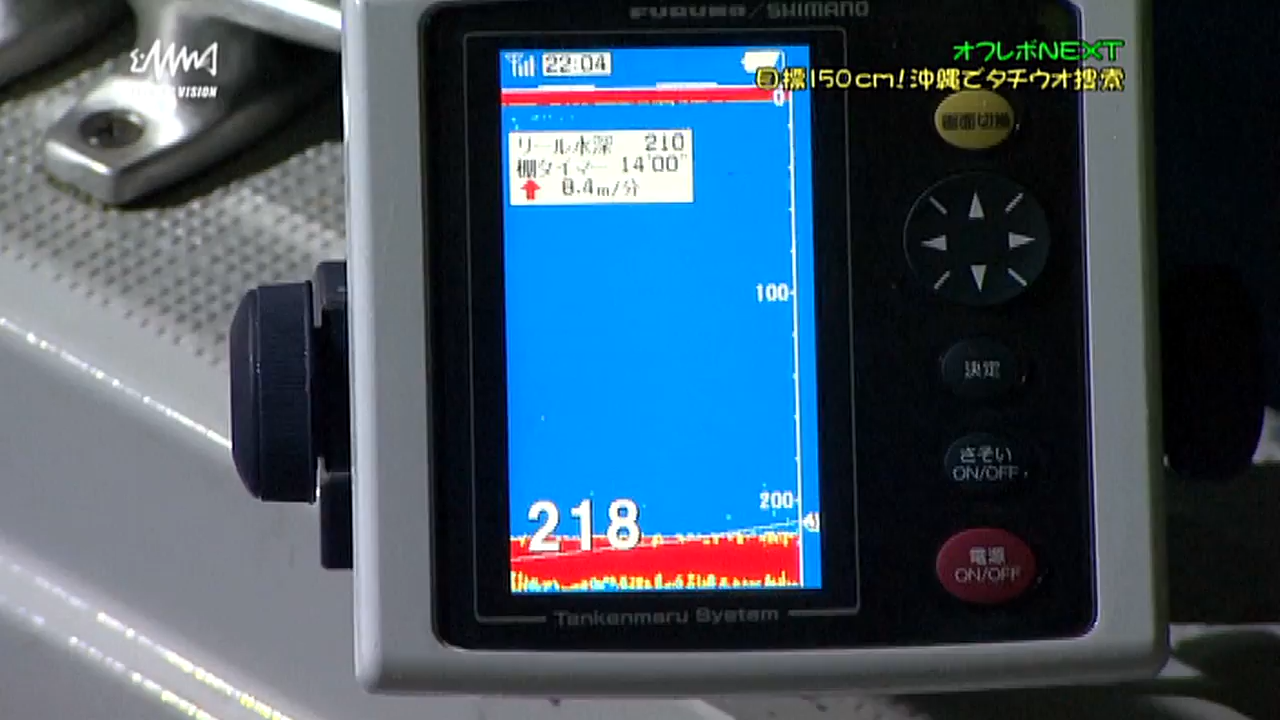 FURUNO/SHIMANO
オフレボNEXT
目標150cm!沖縄でタチウオ捜索
VISION
22:04
0
画面切換
リール水深 210
棚タイマー 14'00"
0.4m/分
100
決定
さそい
ON/OFF
200
218
電源
ON/OFF
Tankenmaru System